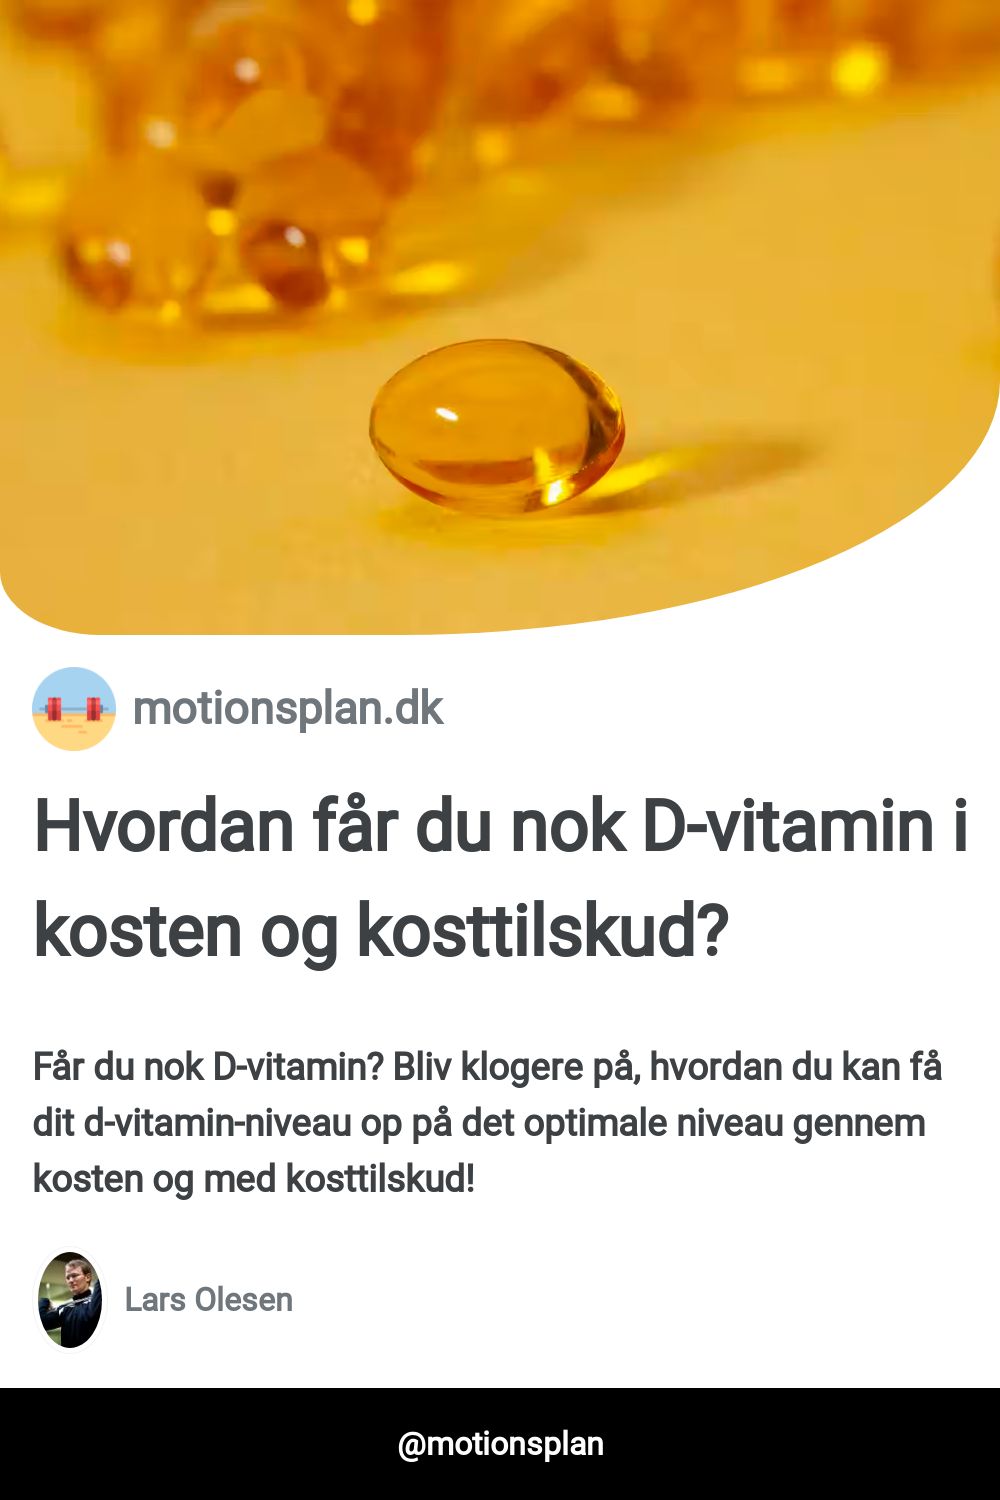 motionsplan.dk
Hvordan får du nok D-vitamin i
kosten og kosttilskud?
Får du nok D-vitamin? Bliv klogere på, hvordan du kan få
dit d-vitamin-niveau op på det optimale niveau gennem
kosten og med kosttilskud!
Lars Olesen
@motionsplan